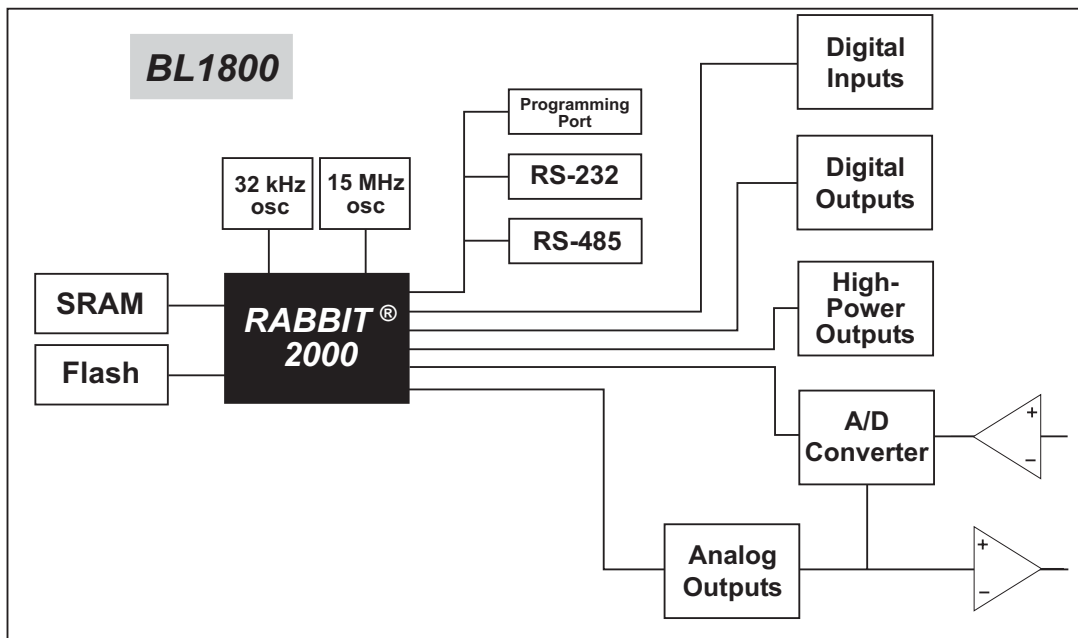 BL1800
Digital
Inputs
Programming
Port
32 kHz
osc
15 MHz
osc
RS-232
RS-485
Digital
Outputs
SRAM
Flash
RABBIT ®
2000
High-
Power
Outputs
A/D
Converter
+
−
Analog
Outputs
+
−